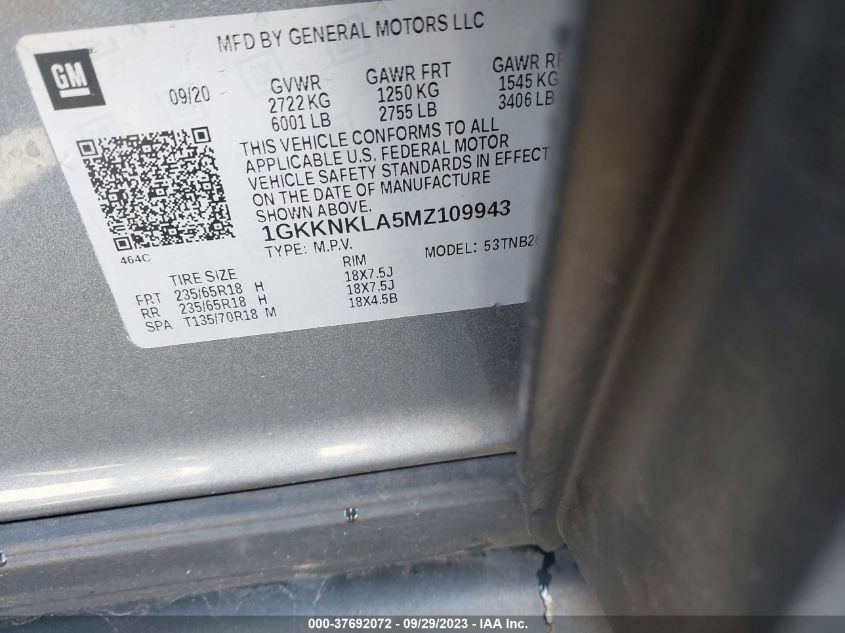 MFD BY GENERAL MOTORS LLC
GM
09/20
GVWR GAWR FRT GAWR
2722 KG 1250 KG 1545 KG
6001 LB 2755 LB 3406 LB
THIS VEHICLE CONFORMS TO ALL
APPLICABLE U.S. FEDERAL MOTOR
VEHICLE SAFETY STANDARDS IN EFFECT
ON THE DATE OF MANUFACTURE
SHOWN ABOVE.
1GKKNKLA5MZ109943
TYPE: M.P.V. MODEL: 53TNB2
464C
TIRE SIZE RIM
FRT 235/65R18 H 18X7.5J
RR 235/65R18 H 18X7.5J
SPA T135/70R18 M 18X4.5B
000-37692072 - 09/29/2023 - IAA Inc.